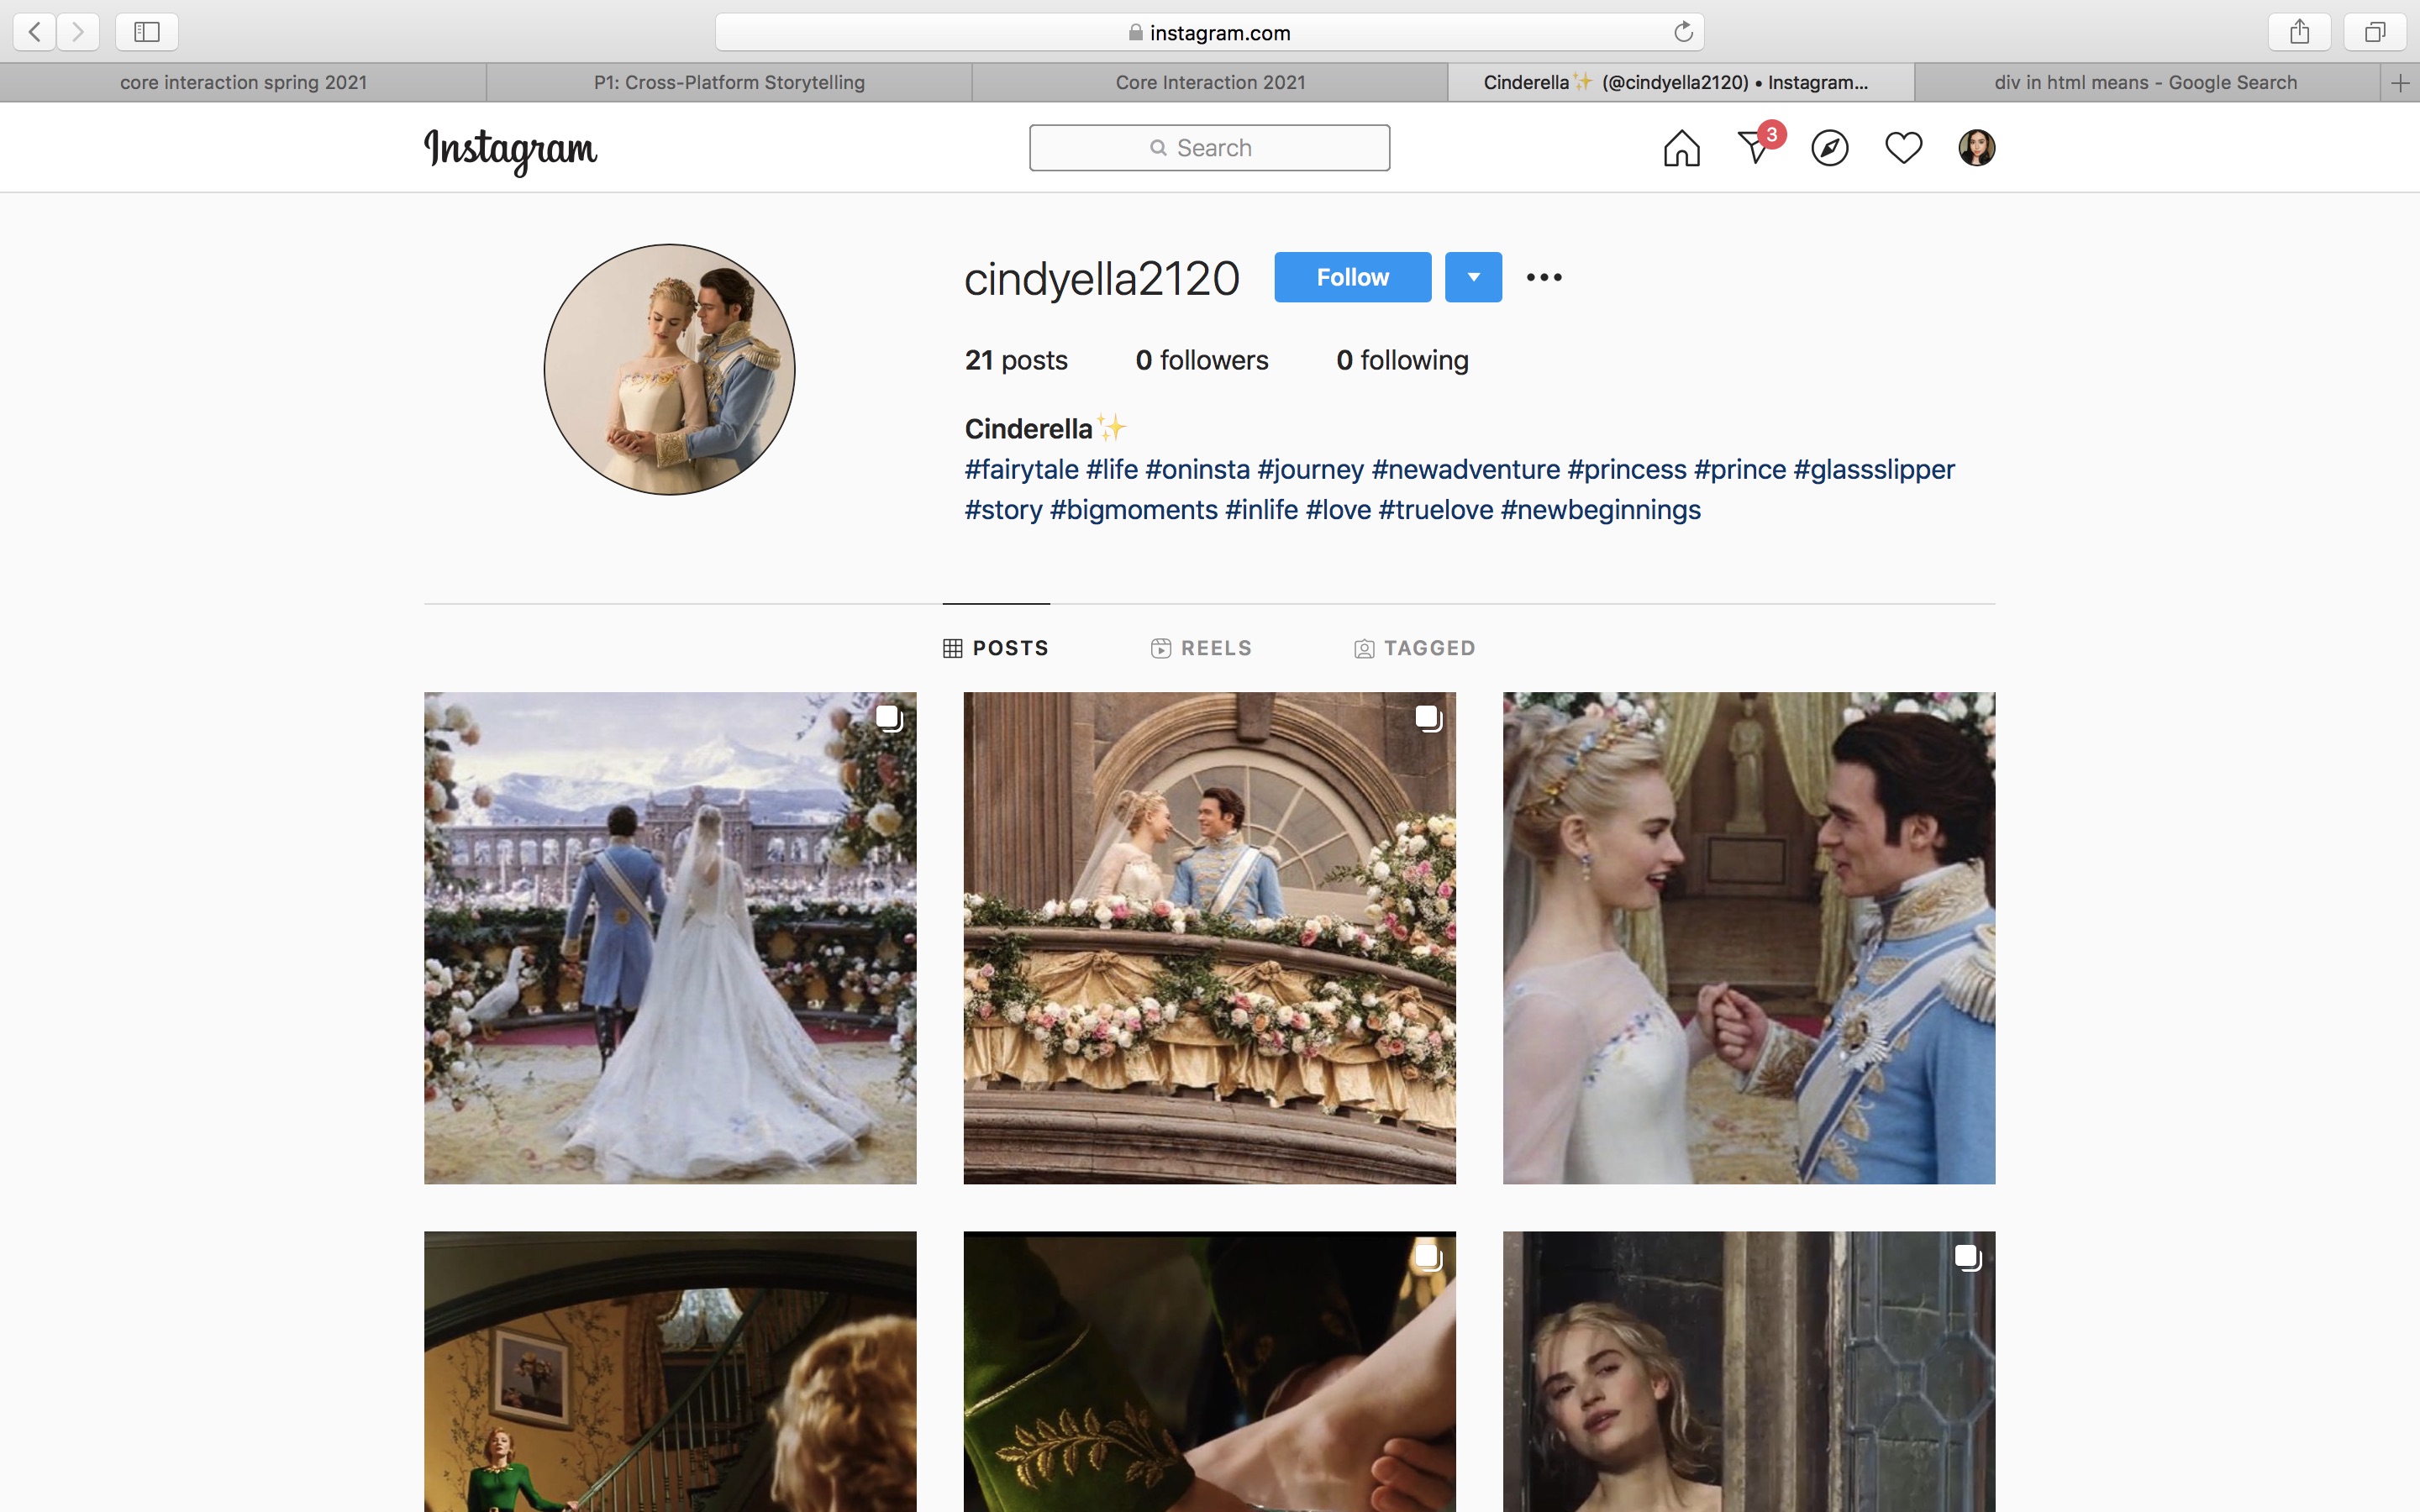 instagram.com
core interaction spring 2021
P1: Cross-Platform Storytelling
Core Interaction 2021
Cinderella✨ (@cindyella2120) • Instagram...
div in html means - Google Search
Instagram
Search
3
cindyella2120
Follow
21 posts 0 followers 0 following
Cinderella✨
#fairytale #life #oninsta #journey #newadventure #princess #prince #glassslipper
#story #bigmoments #inlife #love #truelove #newbeginnings
POSTS
REELS
TAGGED